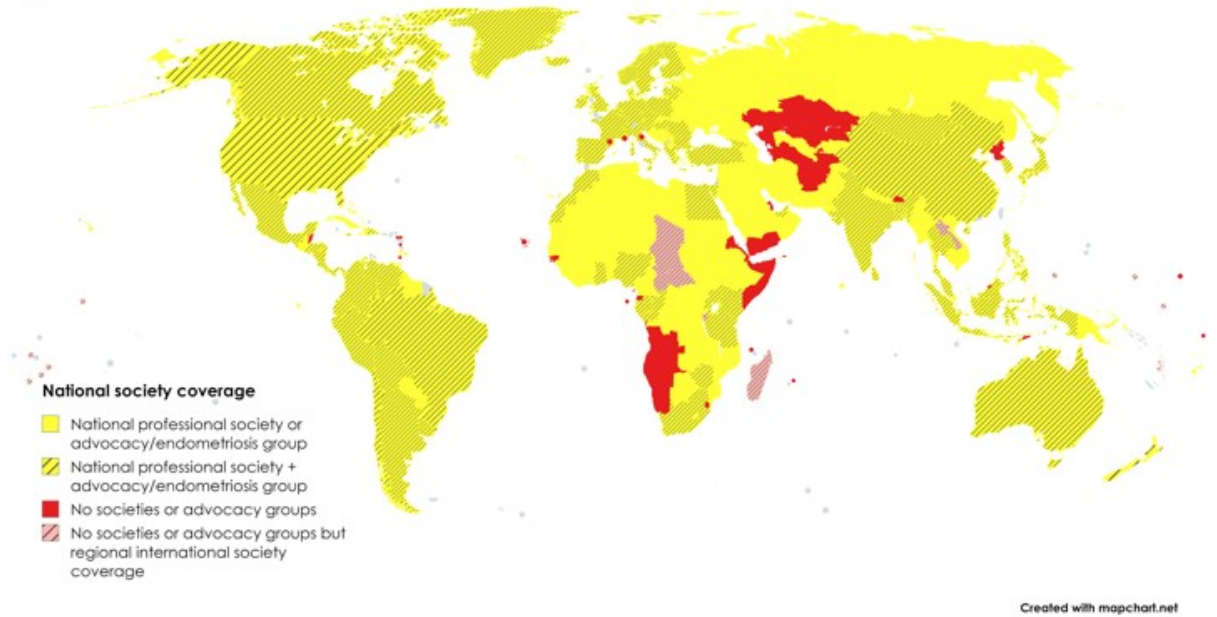 National society coverage
National professional society or
advocacy/endometriosis group
National professional society +
advocacy/endometriosis group
No societies or advocacy groups
No societies or advocacy groups but
regional international society
coverage
Created with mapchart.net